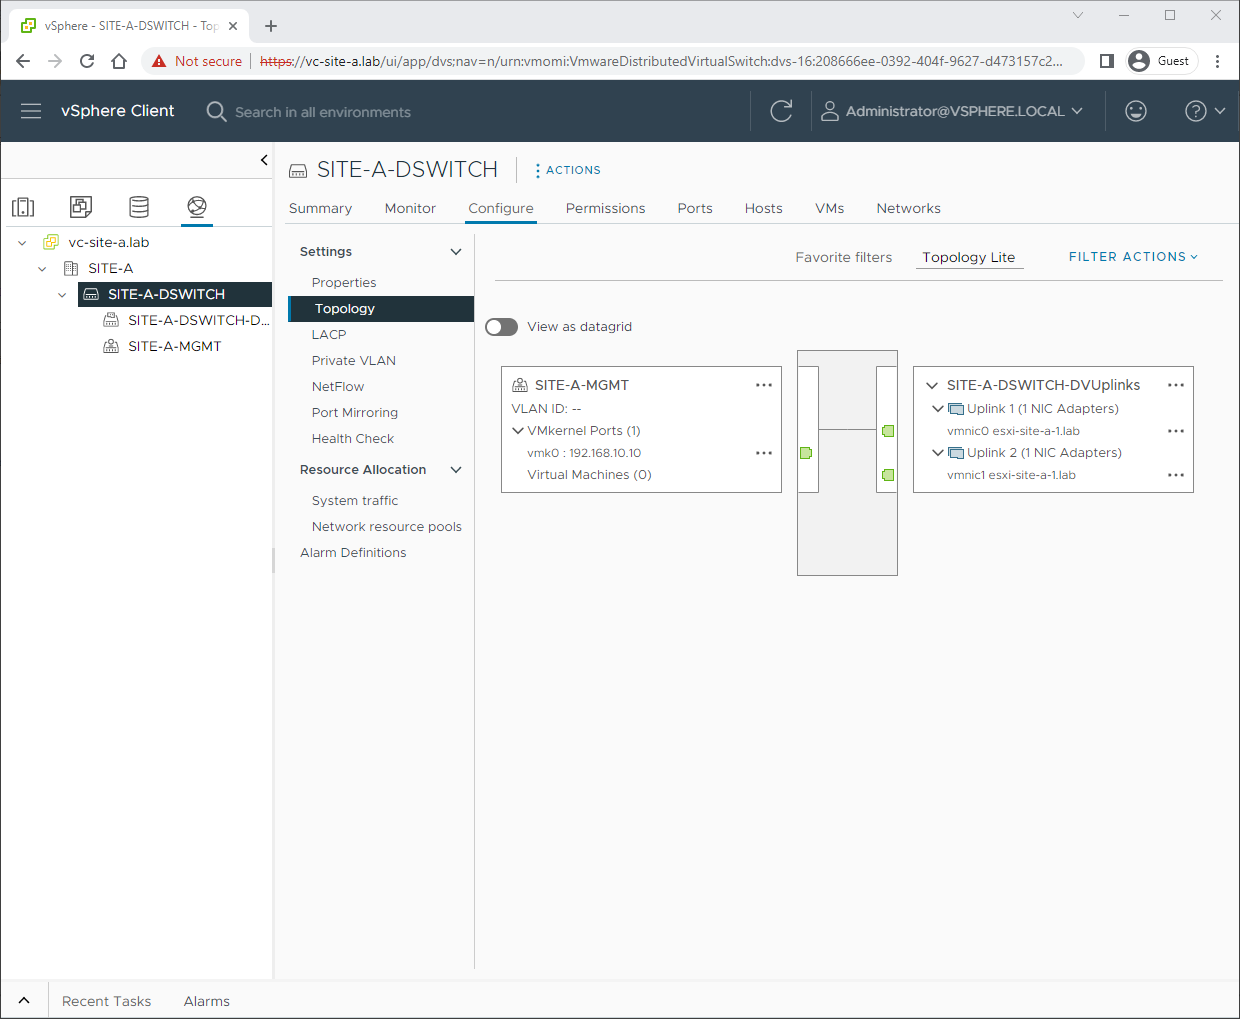 vSphere - SITE-A-DSWITCH - Top
Not secure
https://vc-site-a.lab/ui/app/dvs;nav=n/urn:vmomi:VmwareDistributedVirtualSwitch:dvs-16:208666ee-0392-404f-9627-d473157c2...
Guest
vSphere Client
Search in all environments
Administrator@VSPHERE.LOCAL
SITE-A-DSWITCH
ACTIONS
Summary
Monitor
Configure
Permissions
Ports
Hosts
VMs
Networks
vc-site-a.lab
SITE-A
SITE-A-DSWITCH
SITE-A-DSWITCH-D...
SITE-A-MGMT
Settings
Properties
Topology
LACP
Private VLAN
NetFlow
Port Mirroring
Health Check
Resource Allocation
System traffic
Network resource pools
Alarm Definitions
Favorite filters
Topology Lite
FILTER ACTIONS
View as datagrid
SITE-A-MGMT
VLAN ID: --
VMkernel Ports (1)
vmk0 : 192.168.10.10
Virtual Machines (0)
SITE-A-DSWITCH-DVUplinks
Uplink 1 (1 NIC Adapters)
vmnic0 esxi-site-a-1.lab
Uplink 2 (1 NIC Adapters)
vmnic1 esxi-site-a-1.lab
Recent Tasks
Alarms